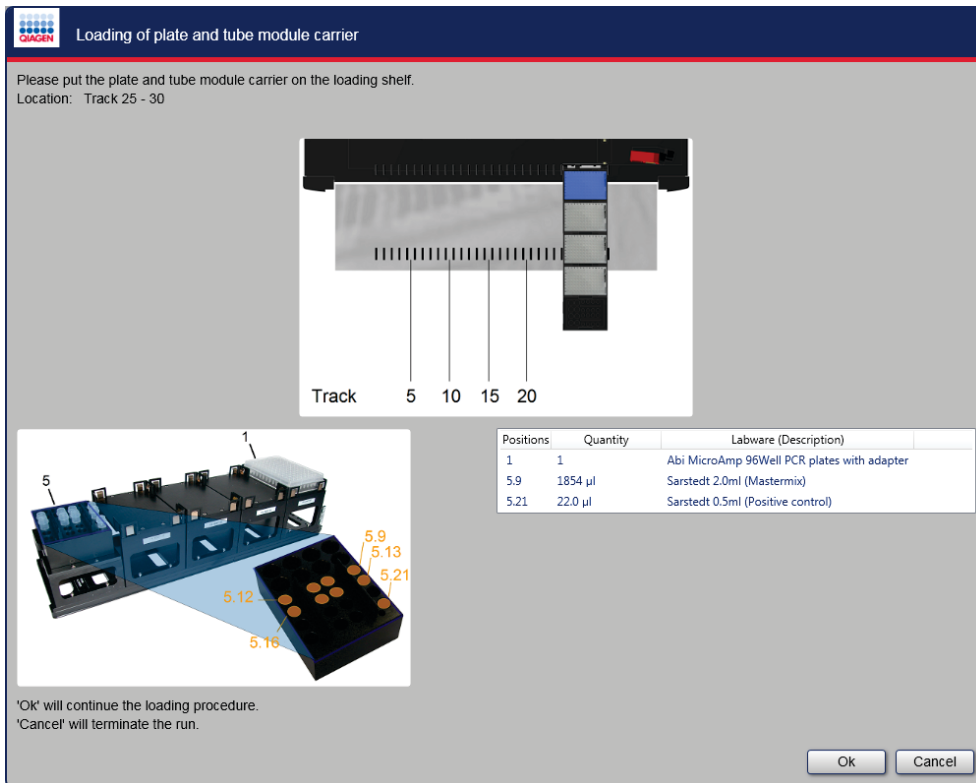 QIAGEN
Loading of plate and tube module carrier
Please put the plate and tube module carrier on the loading shelf.
Location: Track 25 - 30
Track 5 10 15 20
1
5
5.9
5.13
5.21
5.12
5.16
Positions Quantity Labware (Description)
1 1 Abi MicroAmp 96Well PCR plates with adapter
5.9 1854 µl Sarstedt 2.0ml (Mastermix)
5.21 22.0 µl Sarstedt 0.5ml (Positive control)
'Ok' will continue the loading procedure.
'Cancel' will terminate the run.
Ok Cancel